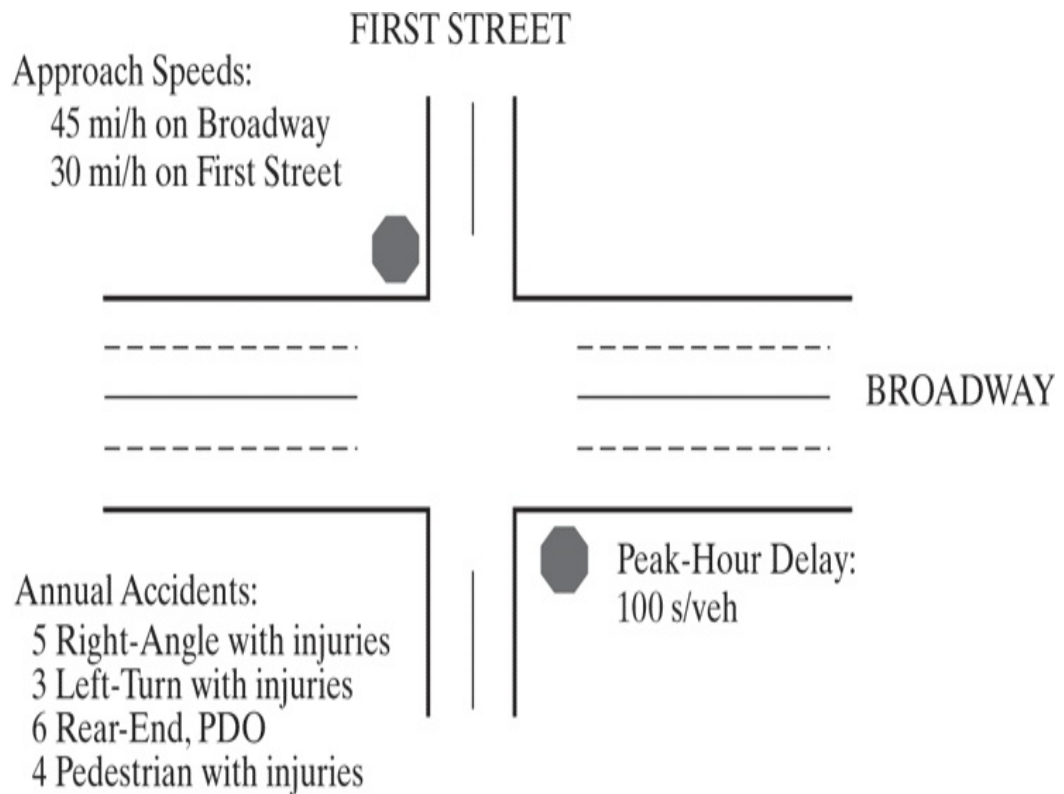 FIRST STREET
Approach Speeds:
45 mi/h on Broadway
30 mi/h on First Street
BROADWAY
Peak-Hour Delay:
100 s/veh
Annual Accidents:
5 Right-Angle with injuries
3 Left-Turn with injuries
6 Rear-End, PDO
4 Pedestrian with injuries